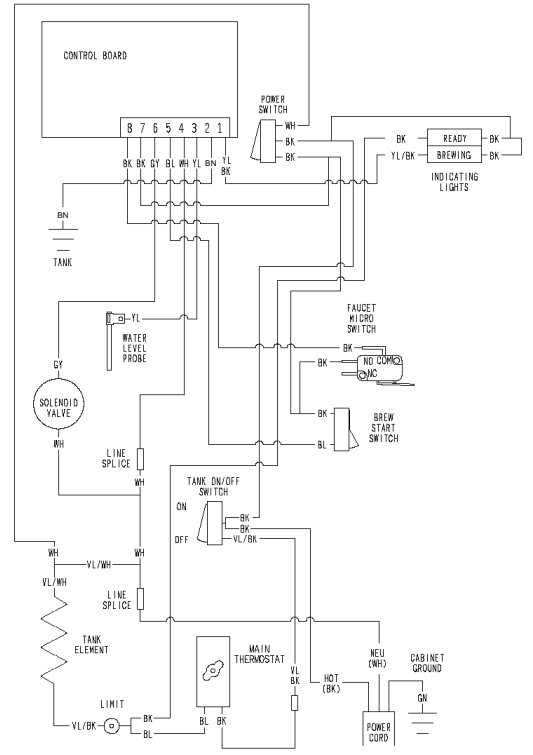 CONTROL BOARD
8 7 6 5 4 3 2 1
BK BK GY BL WH YL BN YL
BK
POWER
SWITCH
WH
BK
BK
BK
READY
BK
YL/BK
BREWING
BK
INDICATING
LIGHTS
BN
TANK
YL
WATER
LEVEL
PROBE
FAUCET
MICRO
SWITCH
BK
BK
NO COM
NC
GY
SOLENOID
VALVE
WH
BK
BL
BREW
START
SWITCH
LINE
SPLICE
WH
TANK ON/OFF
SWITCH
ON
OFF
BK
BK
VL/BK
WH
WH
VL/WH
VL/WH
LINE
SPLICE
TANK
ELEMENT
MAIN
THERMOSTAT
VL
BK
HOT
(BK)
NEU
(WH)
CABINET
GROUND
GN
LIMIT
VL/BK
BK
BL
BL
BK
POWER
CORD